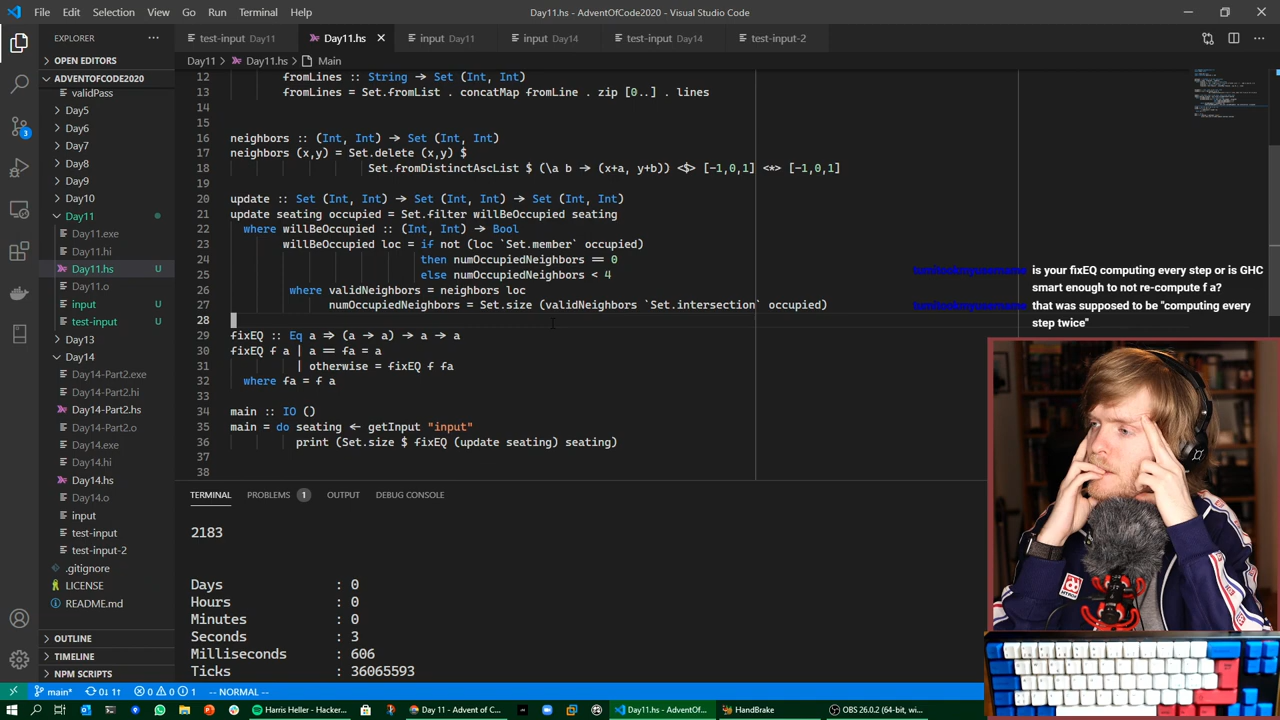 File Edit Selection View Go Run Terminal Help
Day11.hs - AdventOfCode2020 - Visual Studio Code
EXPLORER
OPEN EDITORS
ADVENTOFCODE2020
validPass
Day5
Day6
Day7
Day8
Day9
Day10
Day11
Day11.exe
Day11.hi
Day11.hs U
Day11.o
input U
test-input U
Day13
Day14
Day14-Part2.exe
Day14-Part2.hi
Day14-Part2.hs
Day14-Part2.o
Day14.exe
Day14.hi
Day14.hs
Day14.o
input
test-input
test-input-2
.gitignore
LICENSE
README.md
OUTLINE
TIMELINE
NPM SCRIPTS
3
test-input Day11
Day11.hs
input Day11
input Day14
test-input Day14
test-input-2
Day11 > Day11.hs > Main
12 fromLines :: String → Set (Int, Int)
13 fromLines = Set.fromList . concatMap fromLine . zip [0..] . lines
14
15
16 neighbors :: (Int, Int) → Set (Int, Int)
17 neighbors (x,y) = Set.delete (x,y) $
18 Set.fromDistinctAscList $ (\a b → (x+a, y+b)) <$> [-1,0,1] <*> [-1,0,1]
19
20 update :: Set (Int, Int) → Set (Int, Int) → Set (Int, Int)
21 update seating occupied = Set.filter willBeOccupied seating
22 where willBeOccupied :: (Int, Int) → Bool
23 willBeOccupied loc = if not (loc `Set.member` occupied)
24 then numOccupiedNeighbors == 0
25 else numOccupiedNeighbors < 4
26 where validNeighbors = neighbors loc
27 numOccupiedNeighbors = Set.size (validNeighbors `Set.intersection` occupied)
28
29 fixEQ :: Eq a ⇒ (a → a) → a → a
30 fixEQ f a | a == fa = a
31 | otherwise = fixEQ f fa
32 where fa = f a
33
34 main :: IO ()
35 main = do seating ← getInput "input"
36 print (Set.size $ fixEQ (update seating) seating)
37
38
is your fixEQ computing every step or is GHC
smart enough to not re-compute f a?
that was supposed to be "computing every
step twice"
TERMINAL PROBLEMS 1 OUTPUT DEBUG CONSOLE
2183
Days : 0
Hours : 0
Minutes : 0
Seconds : 3
Milliseconds : 606
Ticks : 36065593
main* 0↓ 1↑ 0 0 1 -- NORMAL --
Harris Heller - Hacker...
Day 11 - Advent of C...
Day11.hs - AdventOf...
HandBrake
OBS 26.0.2 (64-bit, wi...